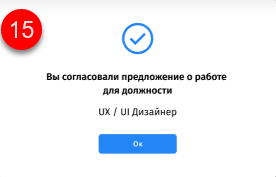 15
Вы согласовали предложение о работе
для должности
UX / UI Дизайнер
Ок